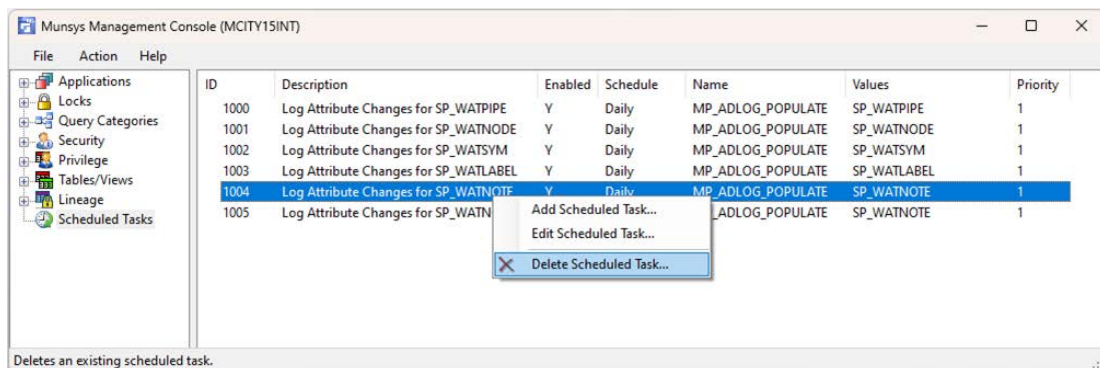 Munsys Management Console (MCITY15INT)
File Action Help
Applications
Locks
Query Categories
Security
Privilege
Tables/Views
Lineage
Scheduled Tasks
ID Description Enabled Schedule Name Values Priority
1000 Log Attribute Changes for SP_WATPIPE Y Daily MP_ADLOG_POPULATE SP_WATPIPE 1
1001 Log Attribute Changes for SP_WATNODE Y Daily MP_ADLOG_POPULATE SP_WATNODE 1
1002 Log Attribute Changes for SP_WATSYM Y Daily MP_ADLOG_POPULATE SP_WATSYM 1
1003 Log Attribute Changes for SP_WATLABEL Y Daily MP_ADLOG_POPULATE SP_WATLABEL 1
1004 Log Attribute Changes for SP_WATNOTE Y Daily MP_ADLOG_POPULATE SP_WATNOTE 1
1005 Log Attribute Changes for SP_WATN _ADLOG_POPULATE SP_WATNOTE 1
Add Scheduled Task...
Edit Scheduled Task...
Delete Scheduled Task...
Deletes an existing scheduled task.